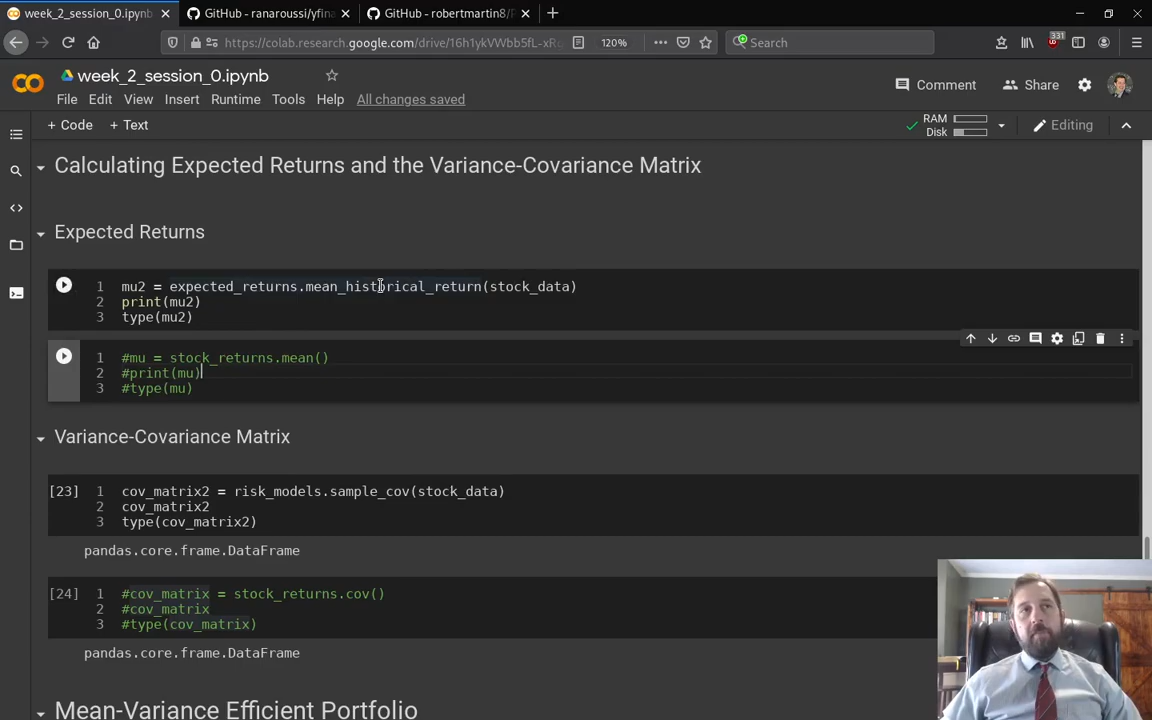 week_2_session_0.ipynb
GitHub - ranaroussi/yfina
GitHub - robertmartin8/P
https://colab.research.google.com/drive/16h1ykVWbb5fL-xRq
120%
Search
331
week_2_session_0.ipynb
File Edit View Insert Runtime Tools Help All changes saved
Comment
Share
+ Code + Text
RAM
Disk
Editing
Calculating Expected Returns and the Variance-Covariance Matrix
Expected Returns
1 mu2 = expected_returns.mean_historical_return(stock_data)
2 print(mu2)
3 type(mu2)
1 #mu = stock_returns.mean()
2 #print(mu)
3 #type(mu)
Variance-Covariance Matrix
[23] 1 cov_matrix2 = risk_models.sample_cov(stock_data)
2 cov_matrix2
3 type(cov_matrix2)
pandas.core.frame.DataFrame
[24] 1 #cov_matrix = stock_returns.cov()
2 #cov_matrix
3 #type(cov_matrix)
pandas.core.frame.DataFrame
Mean-Variance Efficient Portfolio